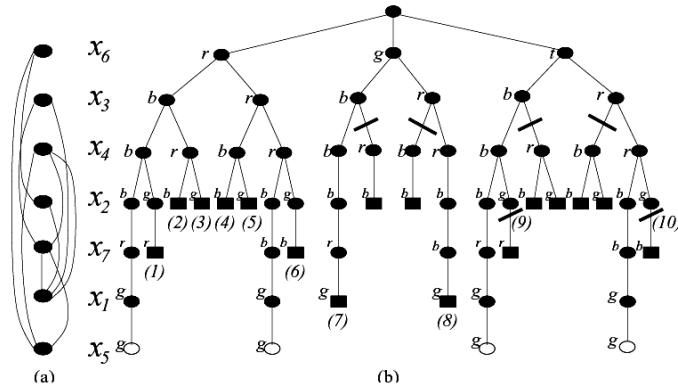 x6 r g t
x3 b r b r b r
x4 b r b r b r b r b r b r
x2 b g b g b g b g b b b b b g b g b g b g
(2) (3) (4) (5) (9) (10)
x7 r r b b r b r r b b
(1) (6)
x1 g g g g g g
(7) (8)
x5 g g g g
(a) (b)